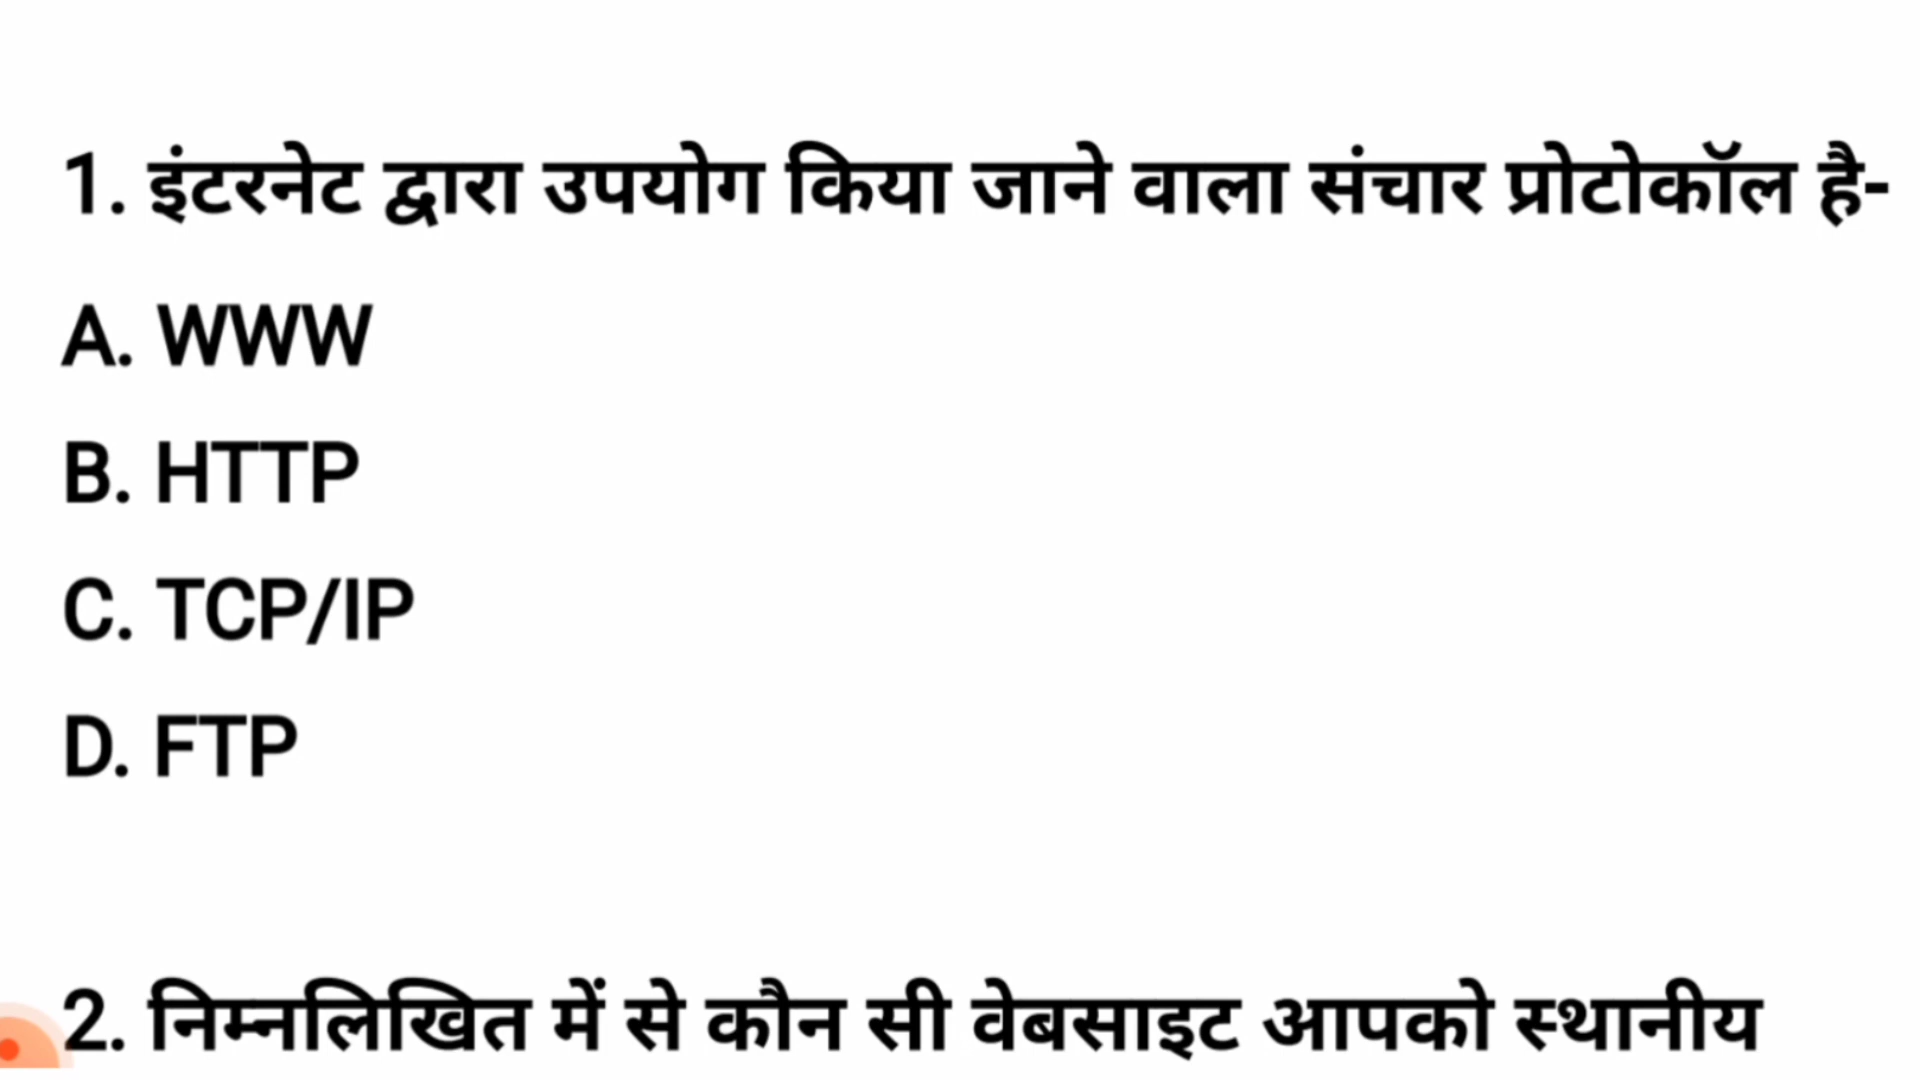 1. इंटरनेट द्वारा उपयोग किया जाने वाला संचार प्रोटोकॉल है-
A. WWW
B. HTTP
C. TCP/IP
D. FTP
2. निम्नलिखित में से कौन सी वेबसाइट आपको स्थानीय